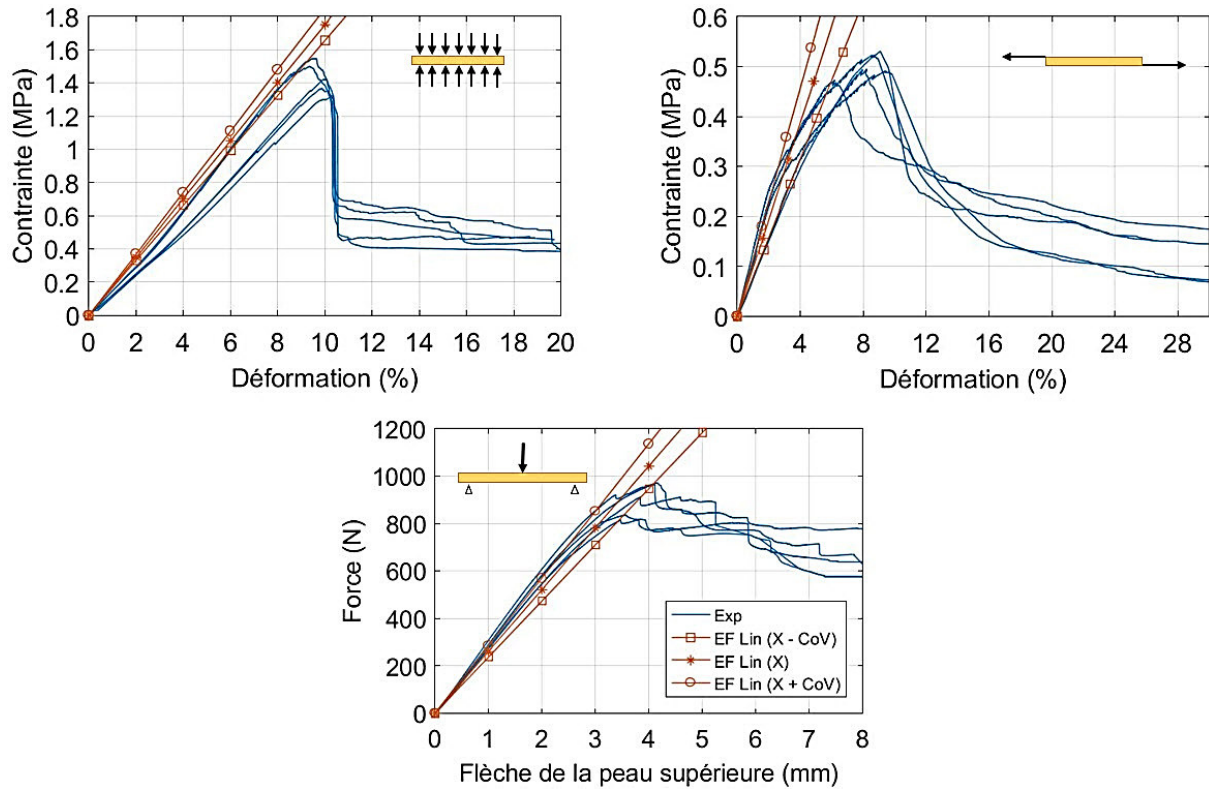 Contrainte (MPa)
1.8
1.6
1.4
1.2
1
0.8
0.6
0.4
0.2
0
0 2 4 6 8 10 12 14 16 18 20
Déformation (%)
Contrainte (MPa)
0.6
0.5
0.4
0.3
0.2
0.1
0
0 4 8 12 16 20 24 28
Déformation (%)
Force (N)
1200
1000
800
600
400
200
0
0 1 2 3 4 5 6 7 8
Flèche de la peau supérieure (mm)
Exp
EF Lin (X - CoV)
EF Lin (X)
EF Lin (X + CoV)